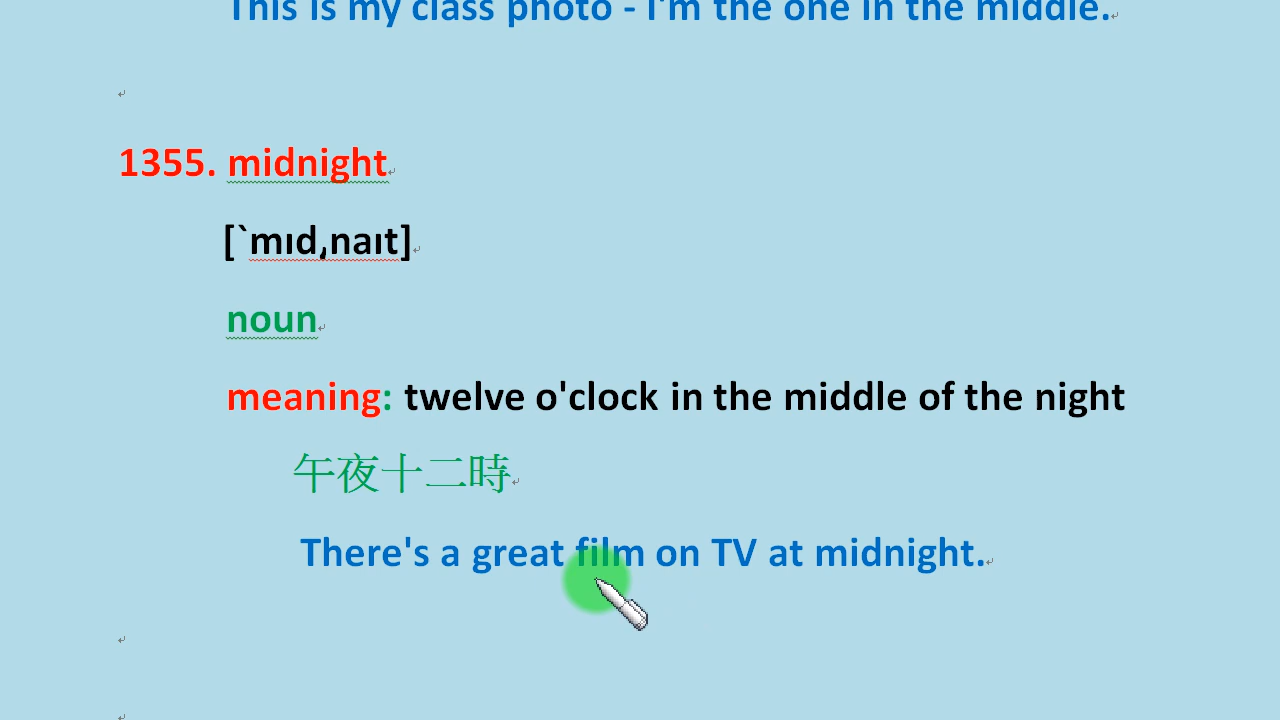 This is my class photo - I'm the one in the middle.
1355. midnight
[ˋmɪd͵naɪt]
noun
meaning: twelve o'clock in the middle of the night
午夜十二時
There's a great film on TV at midnight.